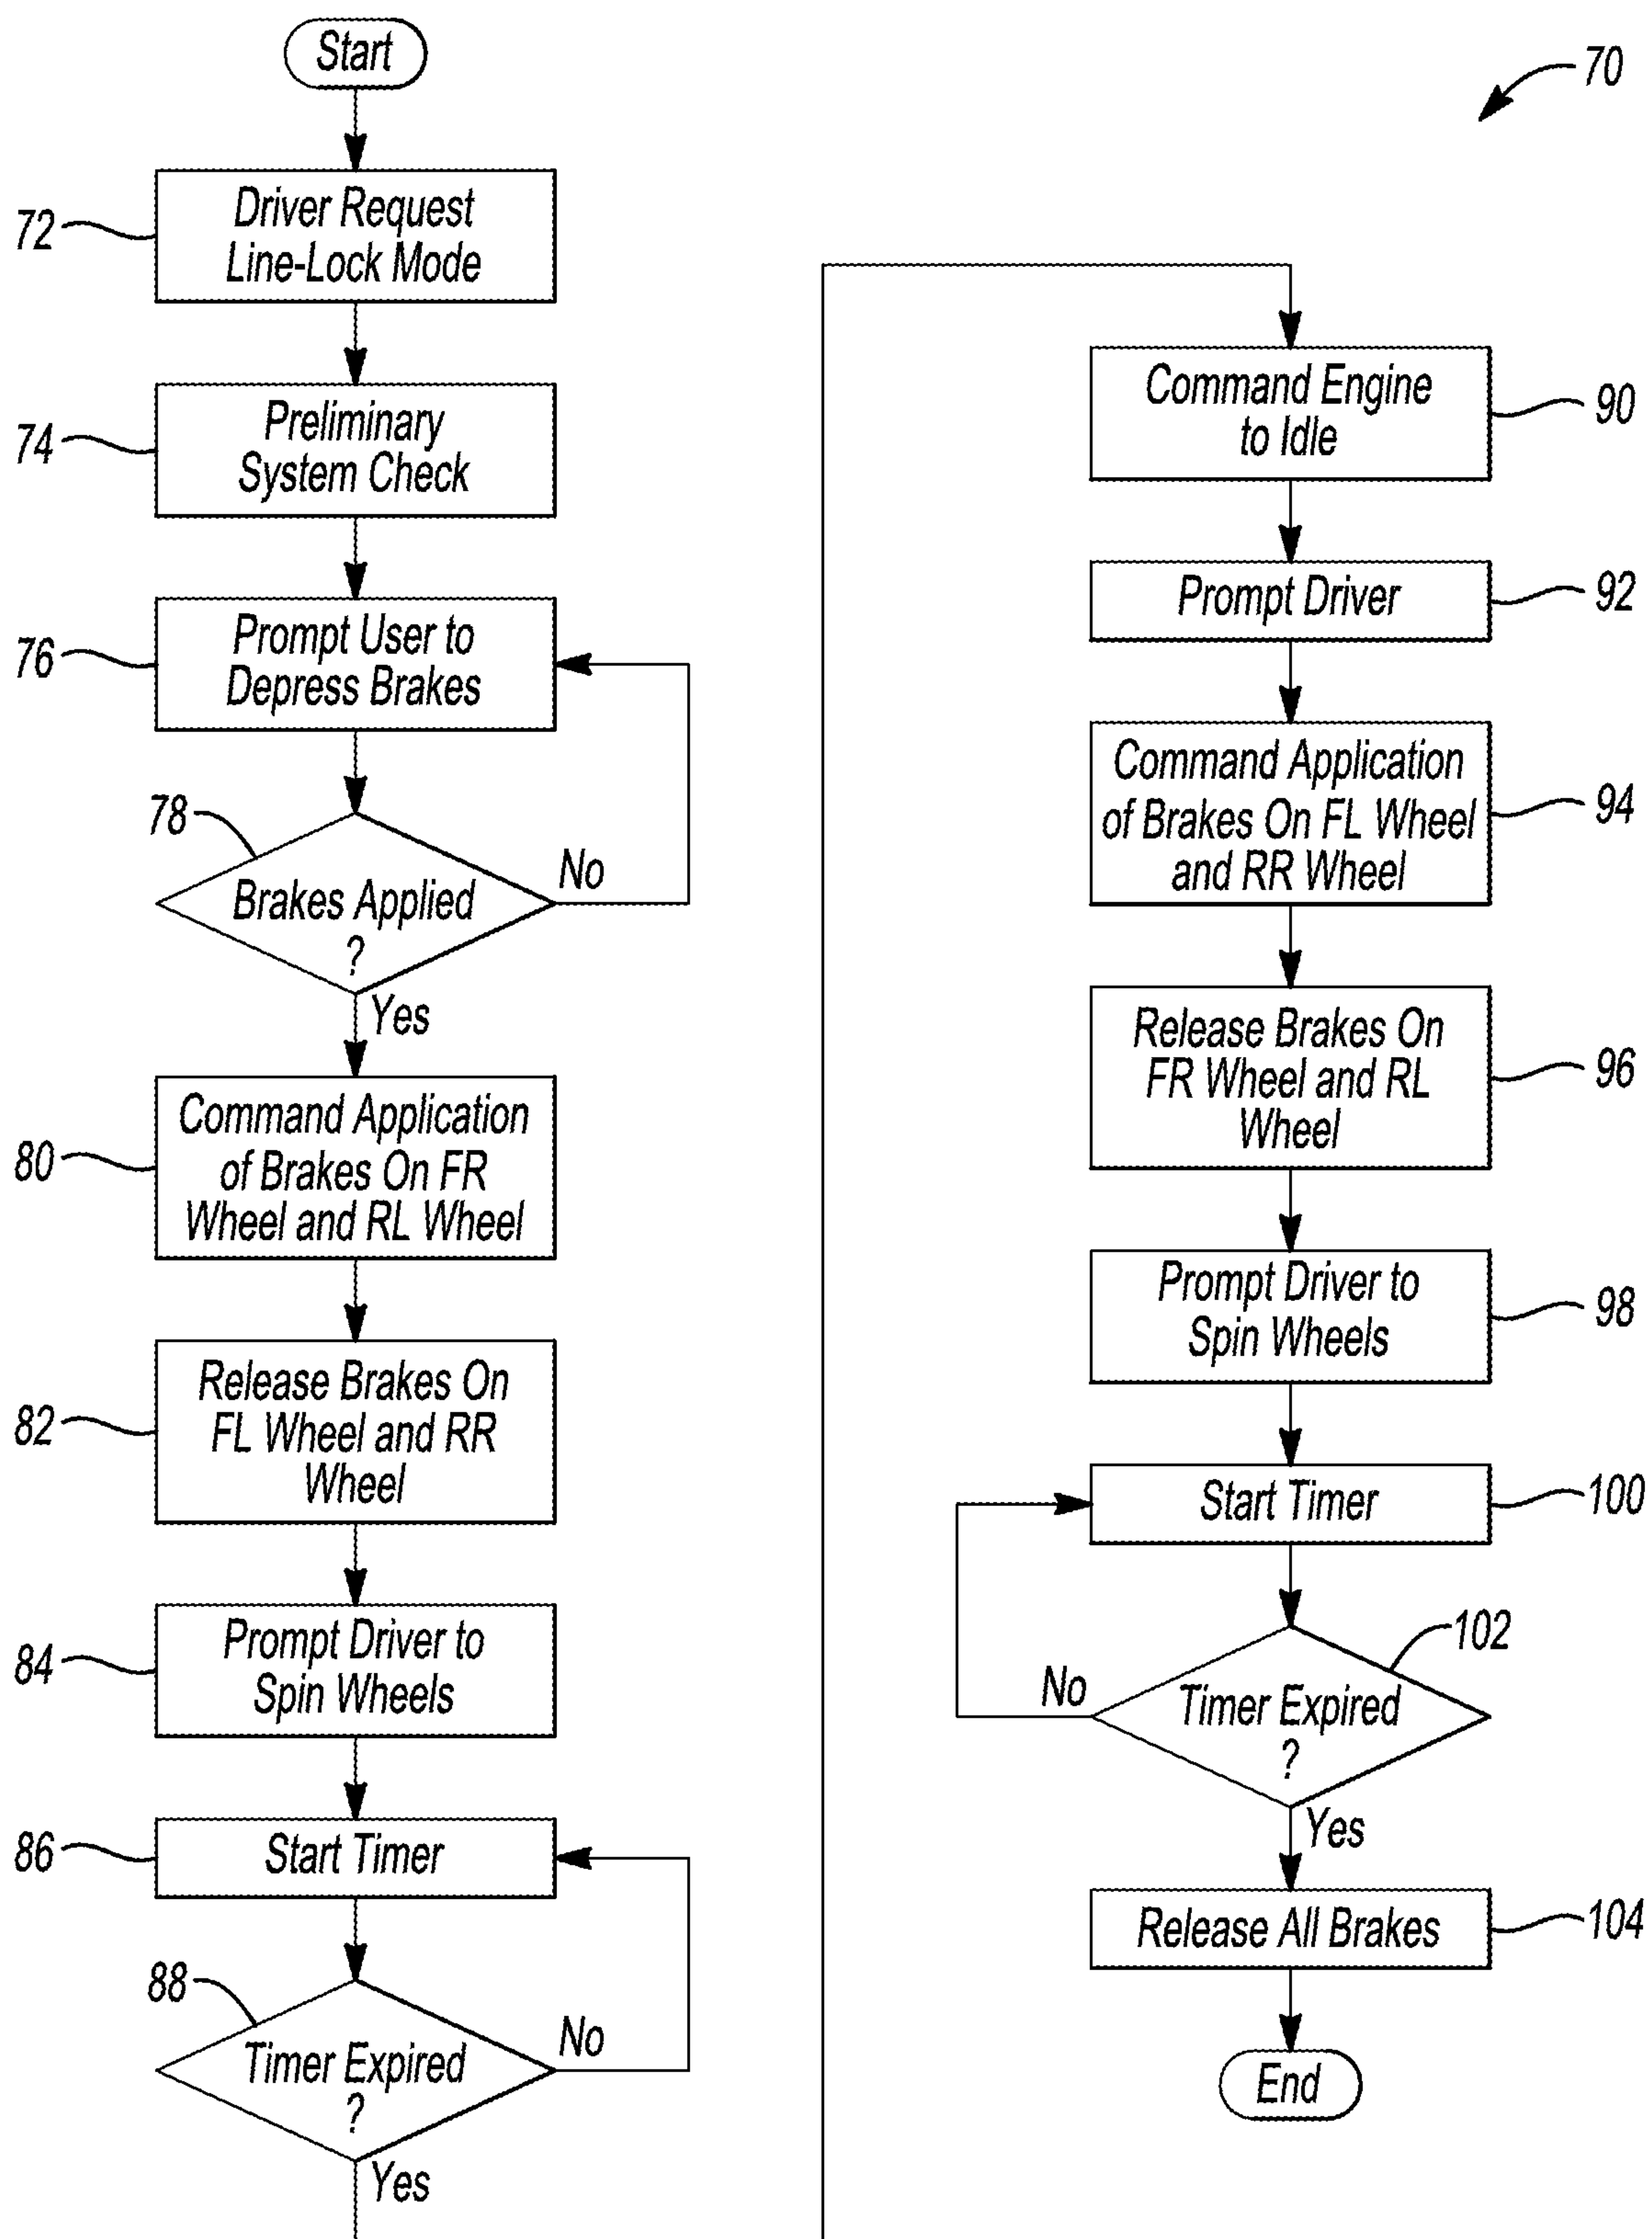 Start
70
72
Driver Request
Line-Lock Mode
74
Preliminary
System Check
76
Prompt User to
Depress Brakes
78
Brakes Applied
?
No
Yes
80
Command Application
of Brakes On FR
Wheel and RL Wheel
82
Release Brakes On
FL Wheel and RR
Wheel
84
Prompt Driver to
Spin Wheels
86
Start Timer
88
Timer Expired
?
No
Yes
Command Engine
to Idle
90
Prompt Driver
92
Command Application
of Brakes On FL Wheel
and RR Wheel
94
Release Brakes On
FR Wheel and RL
Wheel
96
Prompt Driver to
Spin Wheels
98
Start Timer
100
102
No
Timer Expired
?
Yes
Release All Brakes
104
End